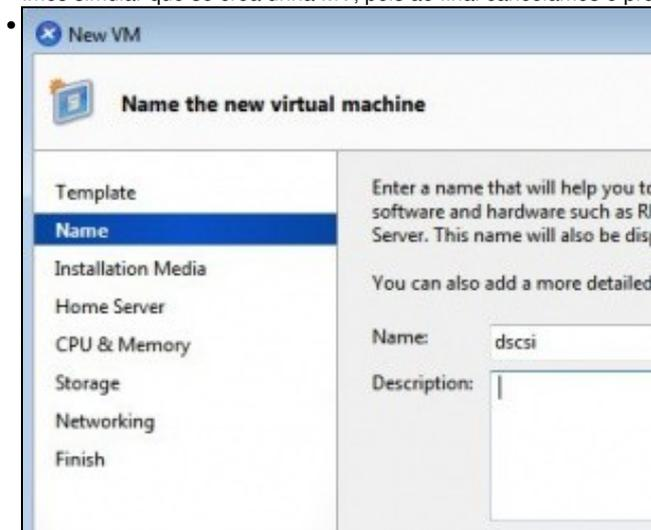 New VM
Name the new virtual machine
Template
Name
Installation Media
Home Server
CPU & Memory
Storage
Networking
Finish
Enter a name that will help you to
software and hardware such as
Server. This name will also be
You can also add a more detailed
Name: dscsi
Description: